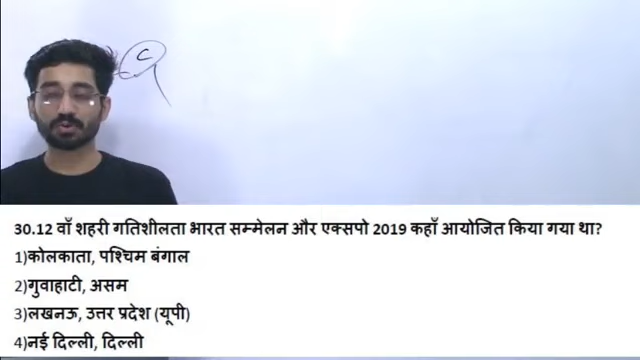 C
30.12 वाँ शहरी गतिशीलता भारत सम्मेलन और एक्सपो 2019 कहाँ आयोजित किया गया था?
1)कोलकाता, पश्चिम बंगाल
2)गुवाहाटी, असम
3)लखनऊ, उत्तर प्रदेश (यूपी)
4)नई दिल्ली, दिल्ली